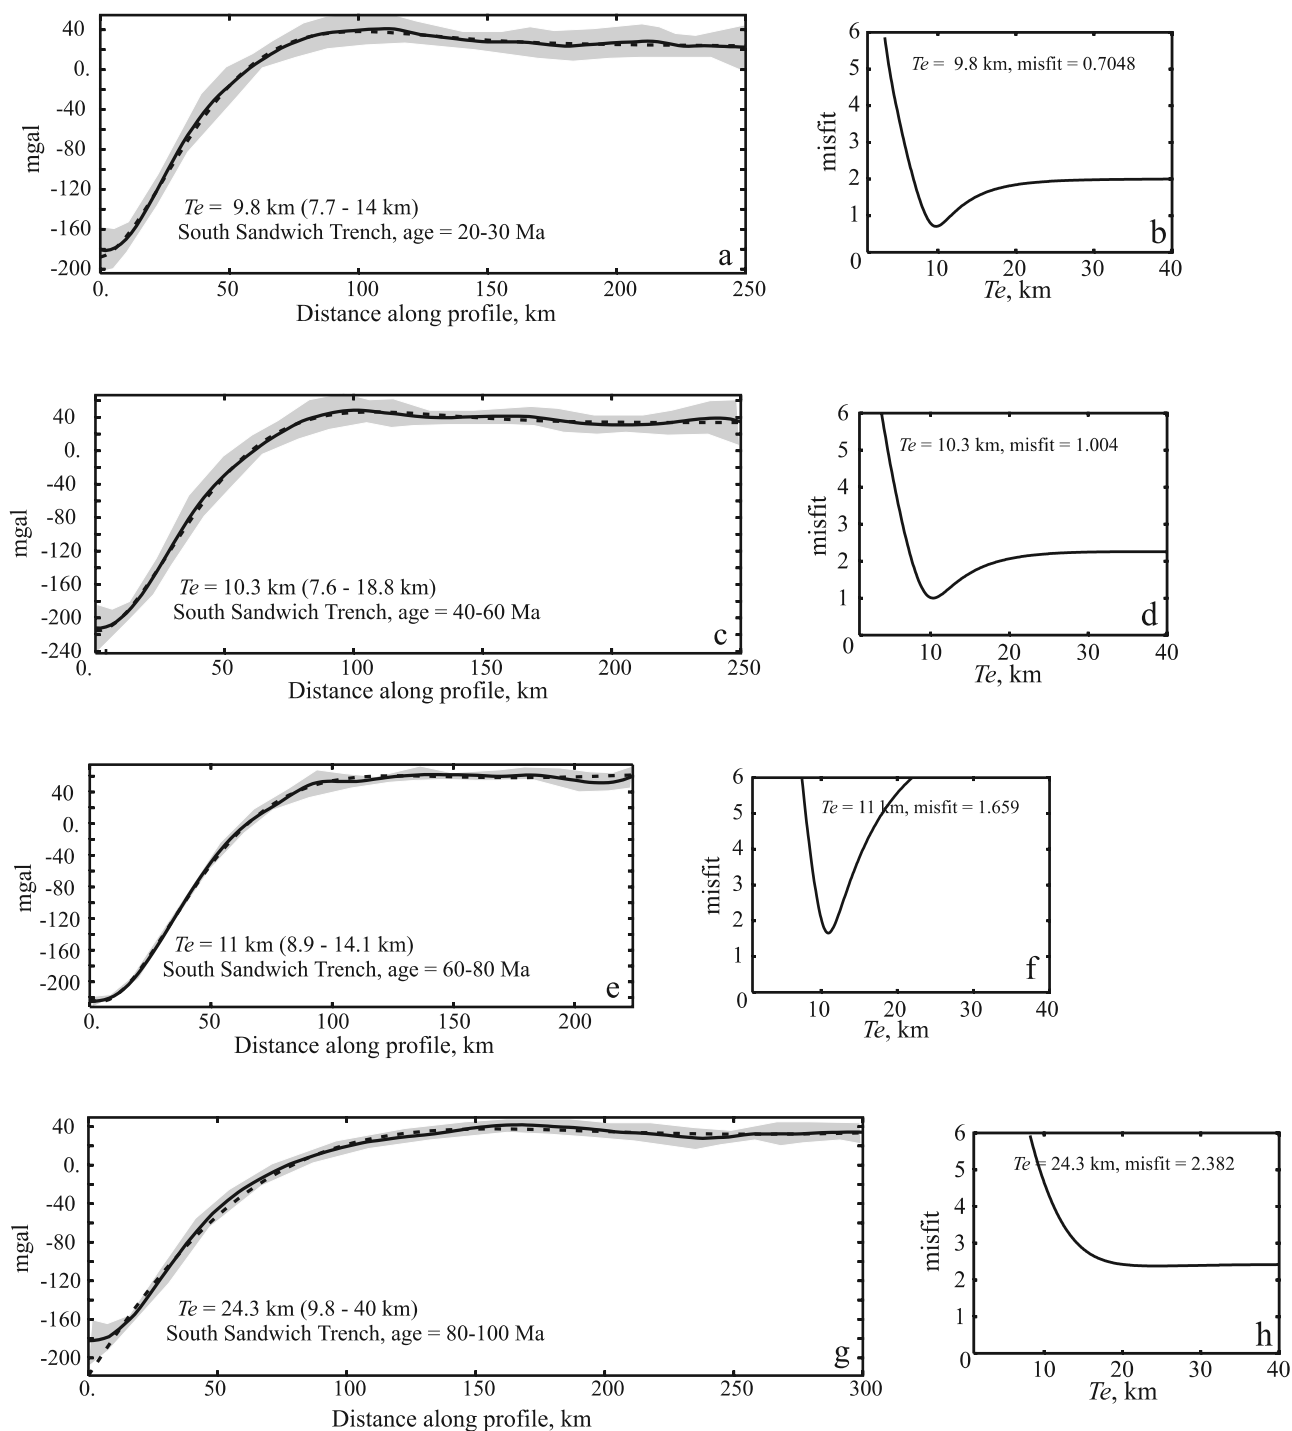 40
0.
-40
-80
-120
-160
-200
mgal
Te = 9.8 km (7.7 - 14 km)
South Sandwich Trench, age = 20-30 Ma
a
0.
50
100
150
200
250
Distance along profile, km
6
5
4
3
2
1
0
misfit
Te = 9.8 km, misfit = 0.7048
b
10
20
30
40
Te, km
40
0.
-40
-80
-120
-160
-200
-240
mgal
Te = 10.3 km (7.6 - 18.8 km)
South Sandwich Trench, age = 40-60 Ma
c
0.
50
100
150
200
250
Distance along profile, km
6
5
4
3
2
1
0
misfit
Te = 10.3 km, misfit = 1.004
d
10
20
30
40
Te, km
40
0.
-40
-80
-120
-160
-200
mgal
Te = 11 km (8.9 - 14.1 km)
South Sandwich Trench, age = 60-80 Ma
e
0.
50
100
150
200
Distance along profile, km
6
5
4
3
2
1
0
misfit
Te = 11 km, misfit = 1.659
f
10
20
30
40
Te, km
40
0.
-40
-80
-120
-160
-200
mgal
Te = 24.3 km (9.8 - 40 km)
South Sandwich Trench, age = 80-100 Ma
g
0.
50
100
150
200
250
300
Distance along profile, km
6
5
4
3
2
1
0
misfit
Te = 24.3 km, misfit = 2.382
h
10
20
30
40
Te, km